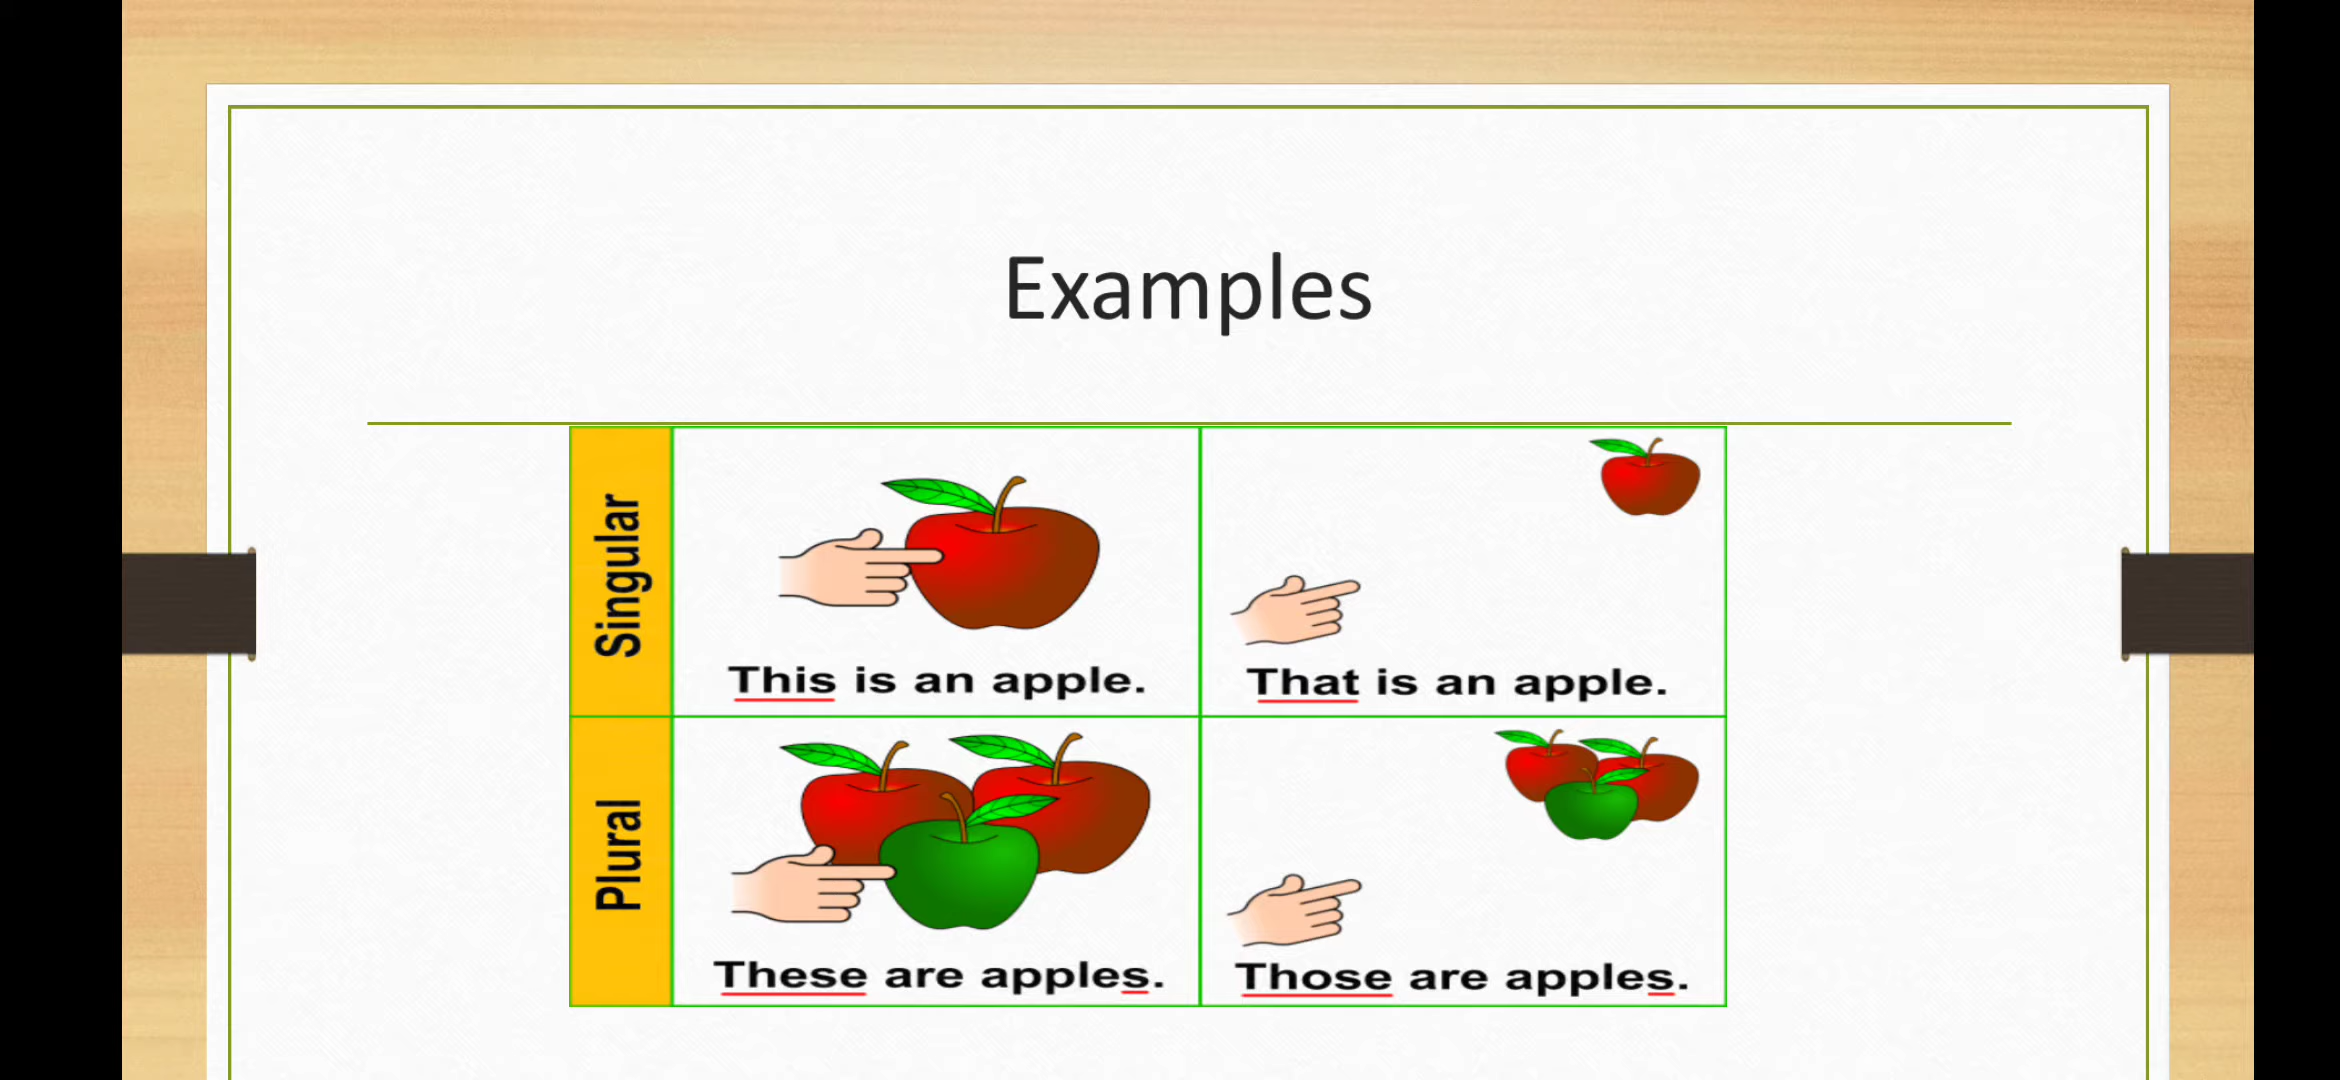 Examples
Singular
This is an apple.
That is an apple.
Plural
These are apples.
Those are apples.